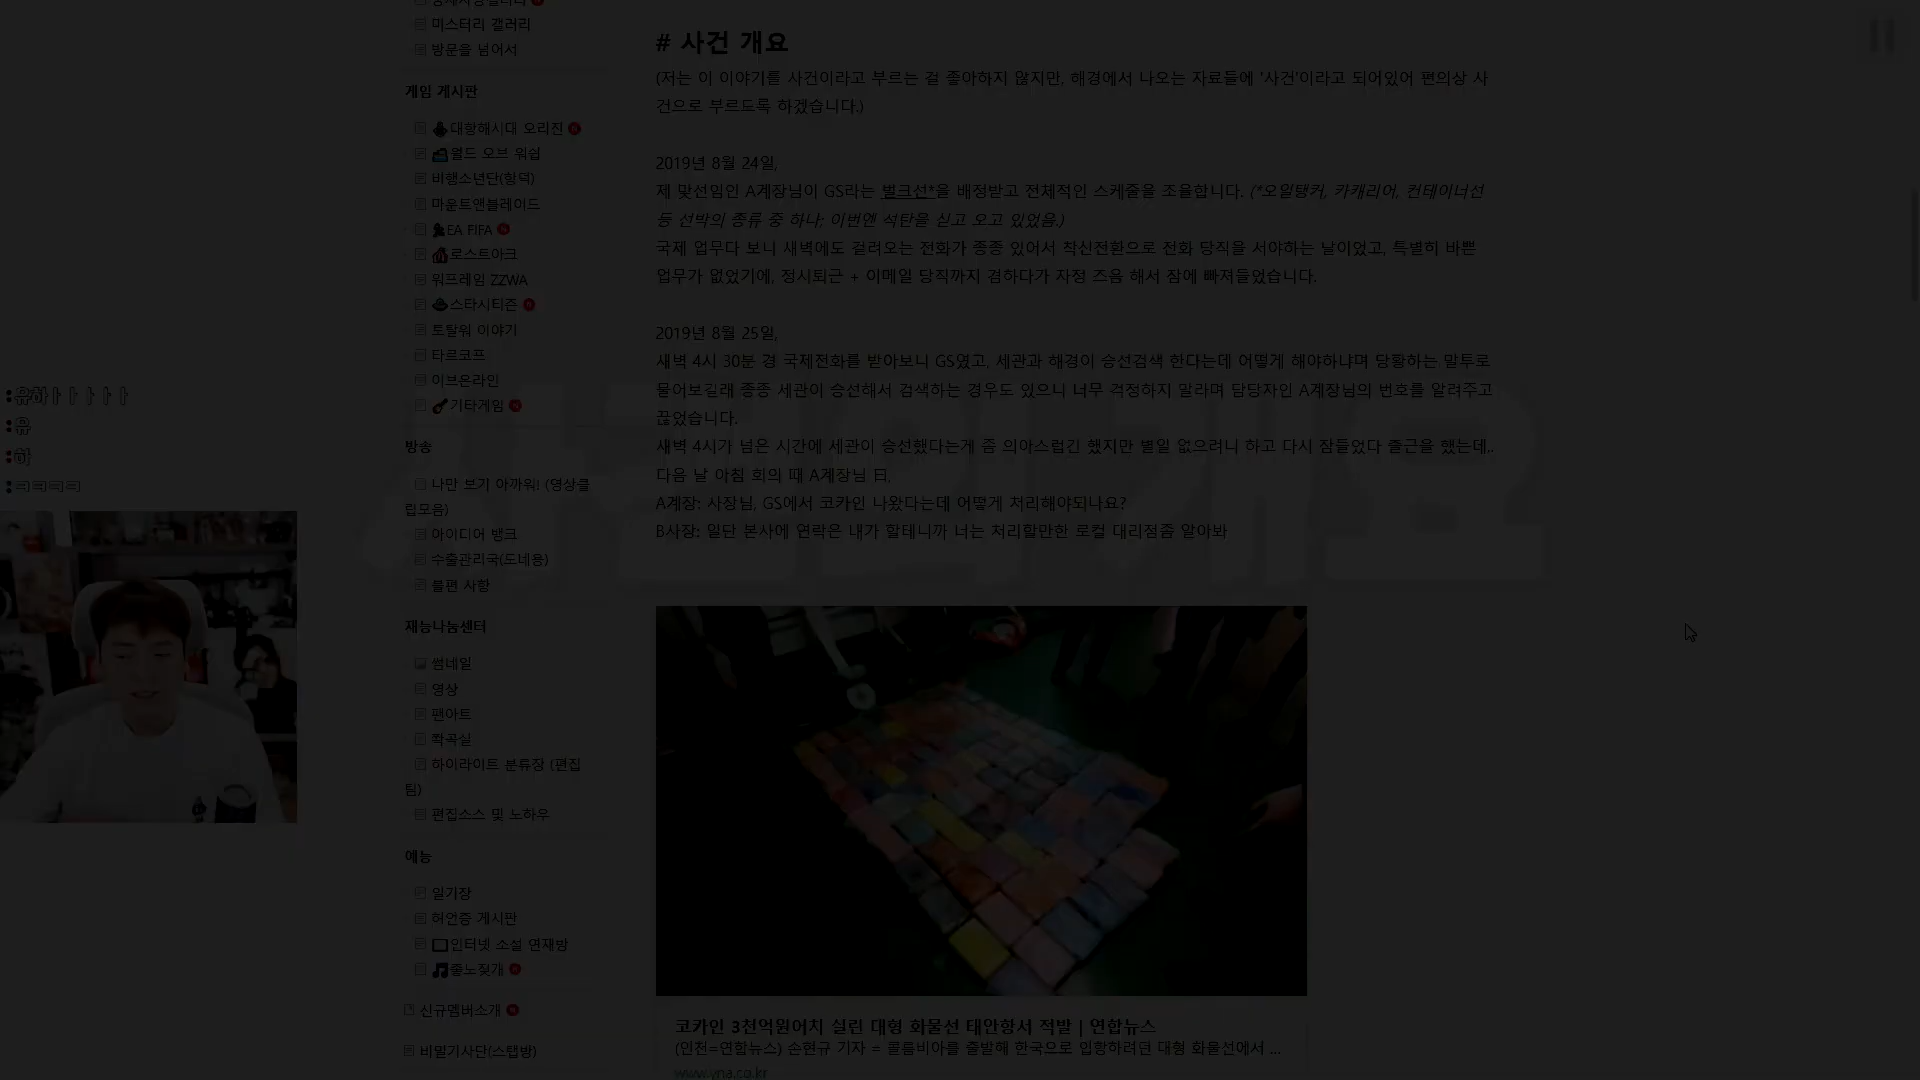 미스터리 갤러리
방문을 넘어서
게임 게시판
대항해시대 오리진
월드 오브 워쉽
비행소년단(항덕)
마운트앤블레이드
EA FIFA
로스트아크
워프레임 ZZWA
스타시티즌
토탈워 이야기
타르코프
이브온라인
기타게임
방송
나만 보기 아까워! (영상클
립모음)
아이디어 뱅크
수출관리국(도네용)
불편 사항
재능나눔센터
썸네일
영상
팬아트
작곡실
하이라이트 분류장 (편집
팀)
편집소스 및 노하우
예능
일기장
허언증 게시판
인터넷 소설 연재방
좋노젖개
신규멤버소개
비밀기사단(스탭방)
:유하ㅏㅏㅏㅏㅏ
:유
:하
:ㅋㅋㅋㅋ
# 사건 개요
(저는 이 이야기를 사건이라고 부르는 걸 좋아하지 않지만, 해경에서 나오는 자료들에 '사건'이라고 되어있어 편의상 사
건으로 부르도록 하겠습니다.)
2019년 8월 24일,
제 맞선임인 A계장님이 GS라는 벌크선*을 배정받고 전체적인 스케줄을 조율합니다. (*오일탱커, 카캐리어, 컨테이너선
등 선박의 종류 중 하나; 이번엔 석탄을 싣고 오고 있었음.)
국제 업무다 보니 새벽에도 걸려오는 전화가 종종 있어서 착신전환으로 전화 당직을 서야하는 날이었고, 특별히 바쁜
업무가 없었기에, 정시퇴근 + 이메일 당직까지 겸하다가 자정 즈음 해서 잠에 빠져들었습니다.
2019년 8월 25일,
새벽 4시 30분 경 국제전화를 받아보니 GS였고, 세관과 해경이 승선검색 한다는데 어떻게 해야하냐며 당황하는 말투로
물어보길래 종종 세관이 승선해서 검색하는 경우도 있으니 너무 걱정하지 말라며 담당자인 A계장님의 번호를 알려주고
끊었습니다.
새벽 4시가 넘은 시간에 세관이 승선했다는게 좀 의아스럽긴 했지만 별일 없으려니 하고 다시 잠들었다 출근을 했는데..
다음 날 아침 회의 때 A계장님 曰,
A계장: 사장님, GS에서 코카인 나왔다는데 어떻게 처리해야되나요?
B사장: 일단 본사에 연락은 내가 할테니까 너는 처리할만한 로컬 대리점좀 알아봐
사건의 개요
코카인 3천억원어치 실린 대형 화물선 태안항서 적발 | 연합뉴스
(인천=연합뉴스) 손현규 기자 = 콜롬비아를 출발해 한국으로 입항하려던 대형 화물선에서 ...
www.yna.co.kr